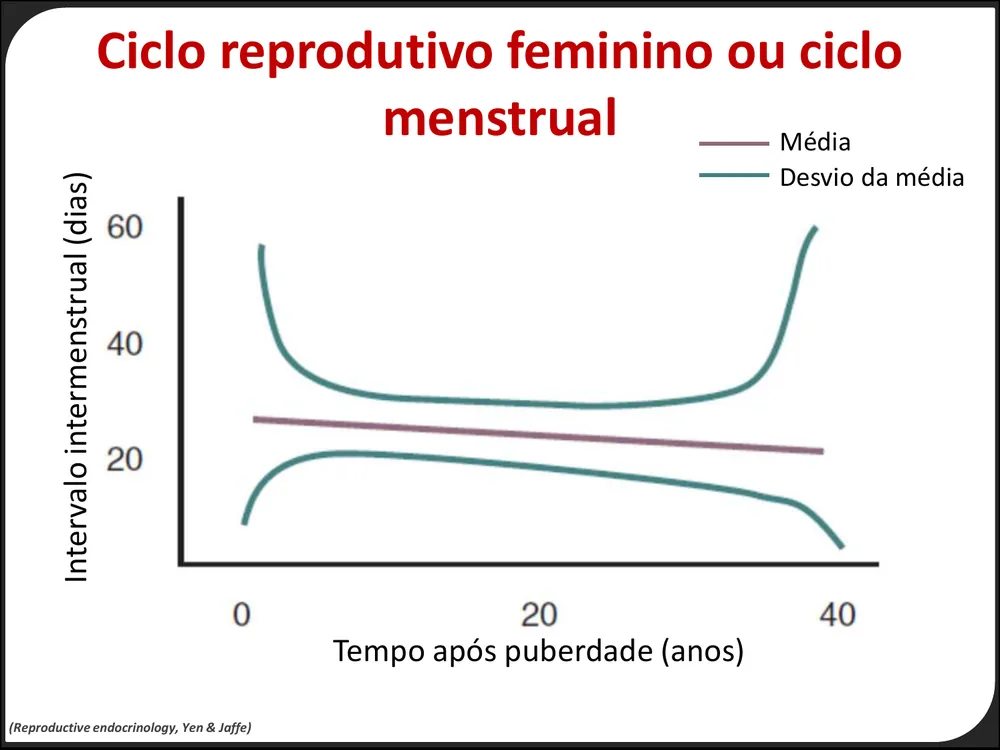 Ciclo reprodutivo feminino ou ciclo
menstrual
Média
Desvio da média
Intervalo intermenstrual (dias)
60
40
20
0 20 40
Tempo após puberdade (anos)
(Reproductive endocrinology, Yen & Jaffe)